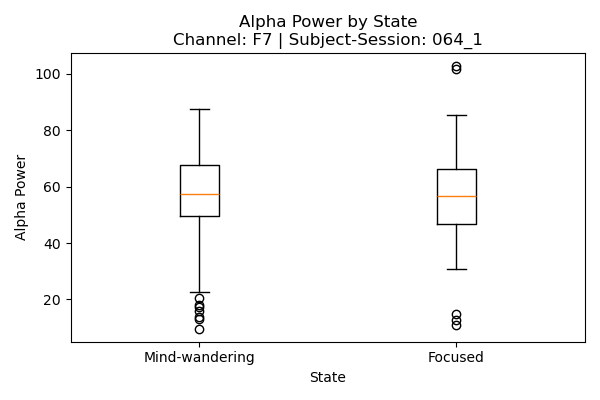 Alpha Power by State
Channel: F7 | Subject-Session: 064_1
100
80
60
40
20
Alpha Power
Mind-wandering
Focused
State